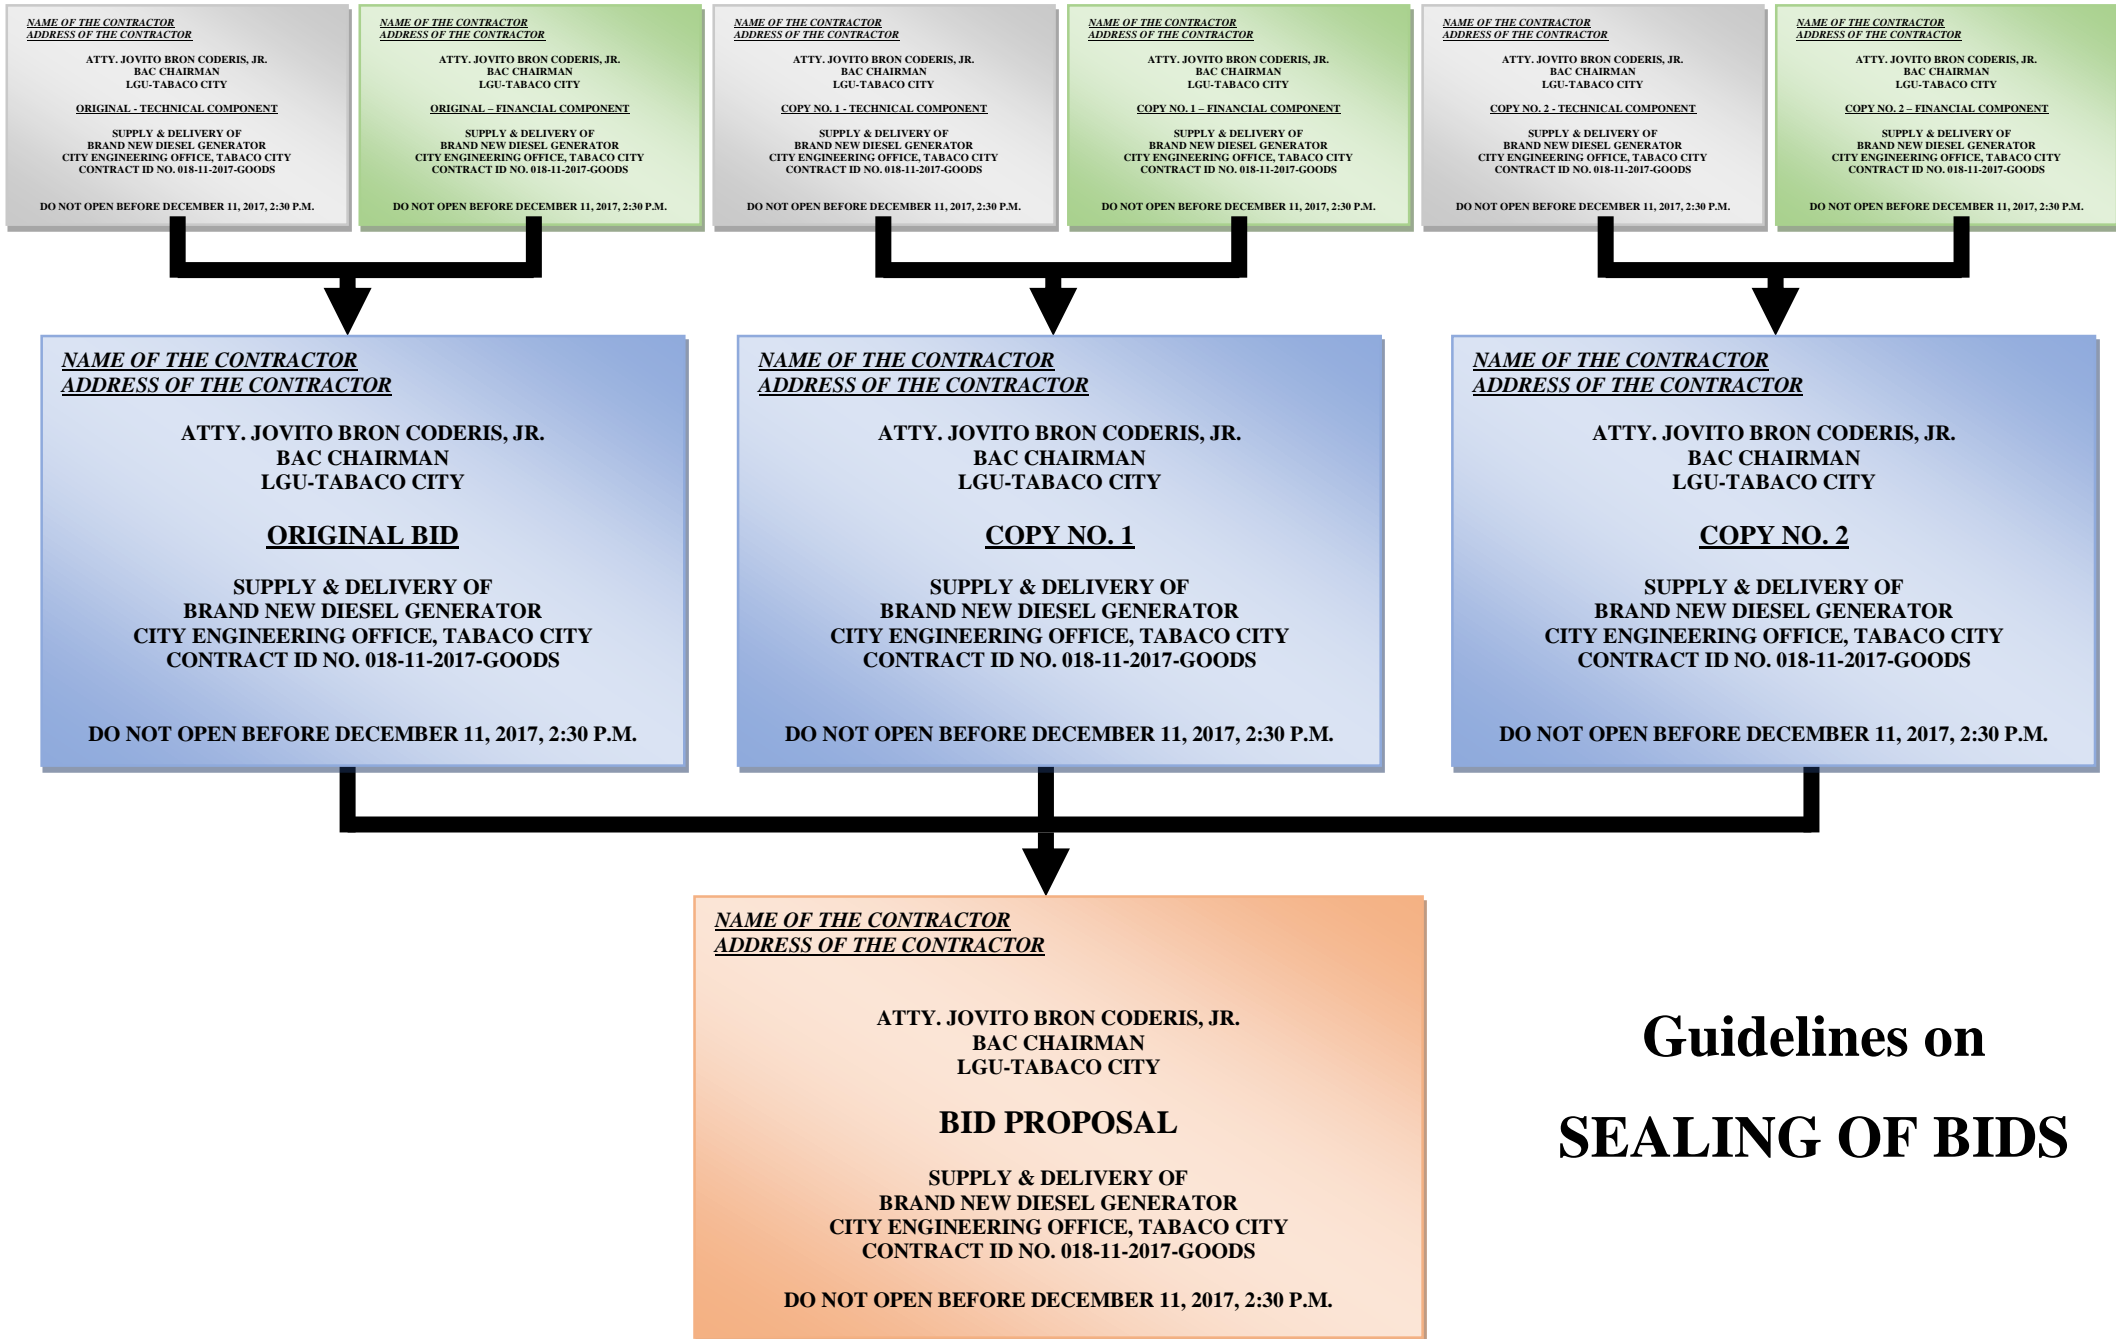 NAME OF THE CONTRACTOR
ADDRESS OF THE CONTRACTOR
ATTY. JOVITO BRON CODERIS, JR.
BAC CHAIRMAN
LGU-TABACO CITY
ORIGINAL - TECHNICAL COMPONENT
SUPPLY & DELIVERY OF
BRAND NEW DIESEL GENERATOR
CITY ENGINEERING OFFICE, TABACO CITY
CONTRACT ID NO. 018-11-2017-GOODS
DO NOT OPEN BEFORE DECEMBER 11, 2017, 2:30 P.M.
NAME OF THE CONTRACTOR
ADDRESS OF THE CONTRACTOR
ATTY. JOVITO BRON CODERIS, JR.
BAC CHAIRMAN
LGU-TABACO CITY
ORIGINAL – FINANCIAL COMPONENT
SUPPLY & DELIVERY OF
BRAND NEW DIESEL GENERATOR
CITY ENGINEERING OFFICE, TABACO CITY
CONTRACT ID NO. 018-11-2017-GOODS
DO NOT OPEN BEFORE DECEMBER 11, 2017, 2:30 P.M.
NAME OF THE CONTRACTOR
ADDRESS OF THE CONTRACTOR
ATTY. JOVITO BRON CODERIS, JR.
BAC CHAIRMAN
LGU-TABACO CITY
COPY NO. 1 - TECHNICAL COMPONENT
SUPPLY & DELIVERY OF
BRAND NEW DIESEL GENERATOR
CITY ENGINEERING OFFICE, TABACO CITY
CONTRACT ID NO. 018-11-2017-GOODS
DO NOT OPEN BEFORE DECEMBER 11, 2017, 2:30 P.M.
NAME OF THE CONTRACTOR
ADDRESS OF THE CONTRACTOR
ATTY. JOVITO BRON CODERIS, JR.
BAC CHAIRMAN
LGU-TABACO CITY
COPY NO. 1 – FINANCIAL COMPONENT
SUPPLY & DELIVERY OF
BRAND NEW DIESEL GENERATOR
CITY ENGINEERING OFFICE, TABACO CITY
CONTRACT ID NO. 018-11-2017-GOODS
DO NOT OPEN BEFORE DECEMBER 11, 2017, 2:30 P.M.
NAME OF THE CONTRACTOR
ADDRESS OF THE CONTRACTOR
ATTY. JOVITO BRON CODERIS, JR.
BAC CHAIRMAN
LGU-TABACO CITY
COPY NO. 2 - TECHNICAL COMPONENT
SUPPLY & DELIVERY OF
BRAND NEW DIESEL GENERATOR
CITY ENGINEERING OFFICE, TABACO CITY
CONTRACT ID NO. 018-11-2017-GOODS
DO NOT OPEN BEFORE DECEMBER 11, 2017, 2:30 P.M.
NAME OF THE CONTRACTOR
ADDRESS OF THE CONTRACTOR
ATTY. JOVITO BRON CODERIS, JR.
BAC CHAIRMAN
LGU-TABACO CITY
COPY NO. 2 – FINANCIAL COMPONENT
SUPPLY & DELIVERY OF
BRAND NEW DIESEL GENERATOR
CITY ENGINEERING OFFICE, TABACO CITY
CONTRACT ID NO. 018-11-2017-GOODS
DO NOT OPEN BEFORE DECEMBER 11, 2017, 2:30 P.M.
NAME OF THE CONTRACTOR
ADDRESS OF THE CONTRACTOR
ATTY. JOVITO BRON CODERIS, JR.
BAC CHAIRMAN
LGU-TABACO CITY
ORIGINAL BID
SUPPLY & DELIVERY OF
BRAND NEW DIESEL GENERATOR
CITY ENGINEERING OFFICE, TABACO CITY
CONTRACT ID NO. 018-11-2017-GOODS
DO NOT OPEN BEFORE DECEMBER 11, 2017, 2:30 P.M.
NAME OF THE CONTRACTOR
ADDRESS OF THE CONTRACTOR
ATTY. JOVITO BRON CODERIS, JR.
BAC CHAIRMAN
LGU-TABACO CITY
COPY NO. 1
SUPPLY & DELIVERY OF
BRAND NEW DIESEL GENERATOR
CITY ENGINEERING OFFICE, TABACO CITY
CONTRACT ID NO. 018-11-2017-GOODS
DO NOT OPEN BEFORE DECEMBER 11, 2017, 2:30 P.M.
NAME OF THE CONTRACTOR
ADDRESS OF THE CONTRACTOR
ATTY. JOVITO BRON CODERIS, JR.
BAC CHAIRMAN
LGU-TABACO CITY
COPY NO. 2
SUPPLY & DELIVERY OF
BRAND NEW DIESEL GENERATOR
CITY ENGINEERING OFFICE, TABACO CITY
CONTRACT ID NO. 018-11-2017-GOODS
DO NOT OPEN BEFORE DECEMBER 11, 2017, 2:30 P.M.
NAME OF THE CONTRACTOR
ADDRESS OF THE CONTRACTOR
ATTY. JOVITO BRON CODERIS, JR.
BAC CHAIRMAN
LGU-TABACO CITY
BID PROPOSAL
SUPPLY & DELIVERY OF
BRAND NEW DIESEL GENERATOR
CITY ENGINEERING OFFICE, TABACO CITY
CONTRACT ID NO. 018-11-2017-GOODS
DO NOT OPEN BEFORE DECEMBER 11, 2017, 2:30 P.M.
Guidelines on
SEALING OF BIDS